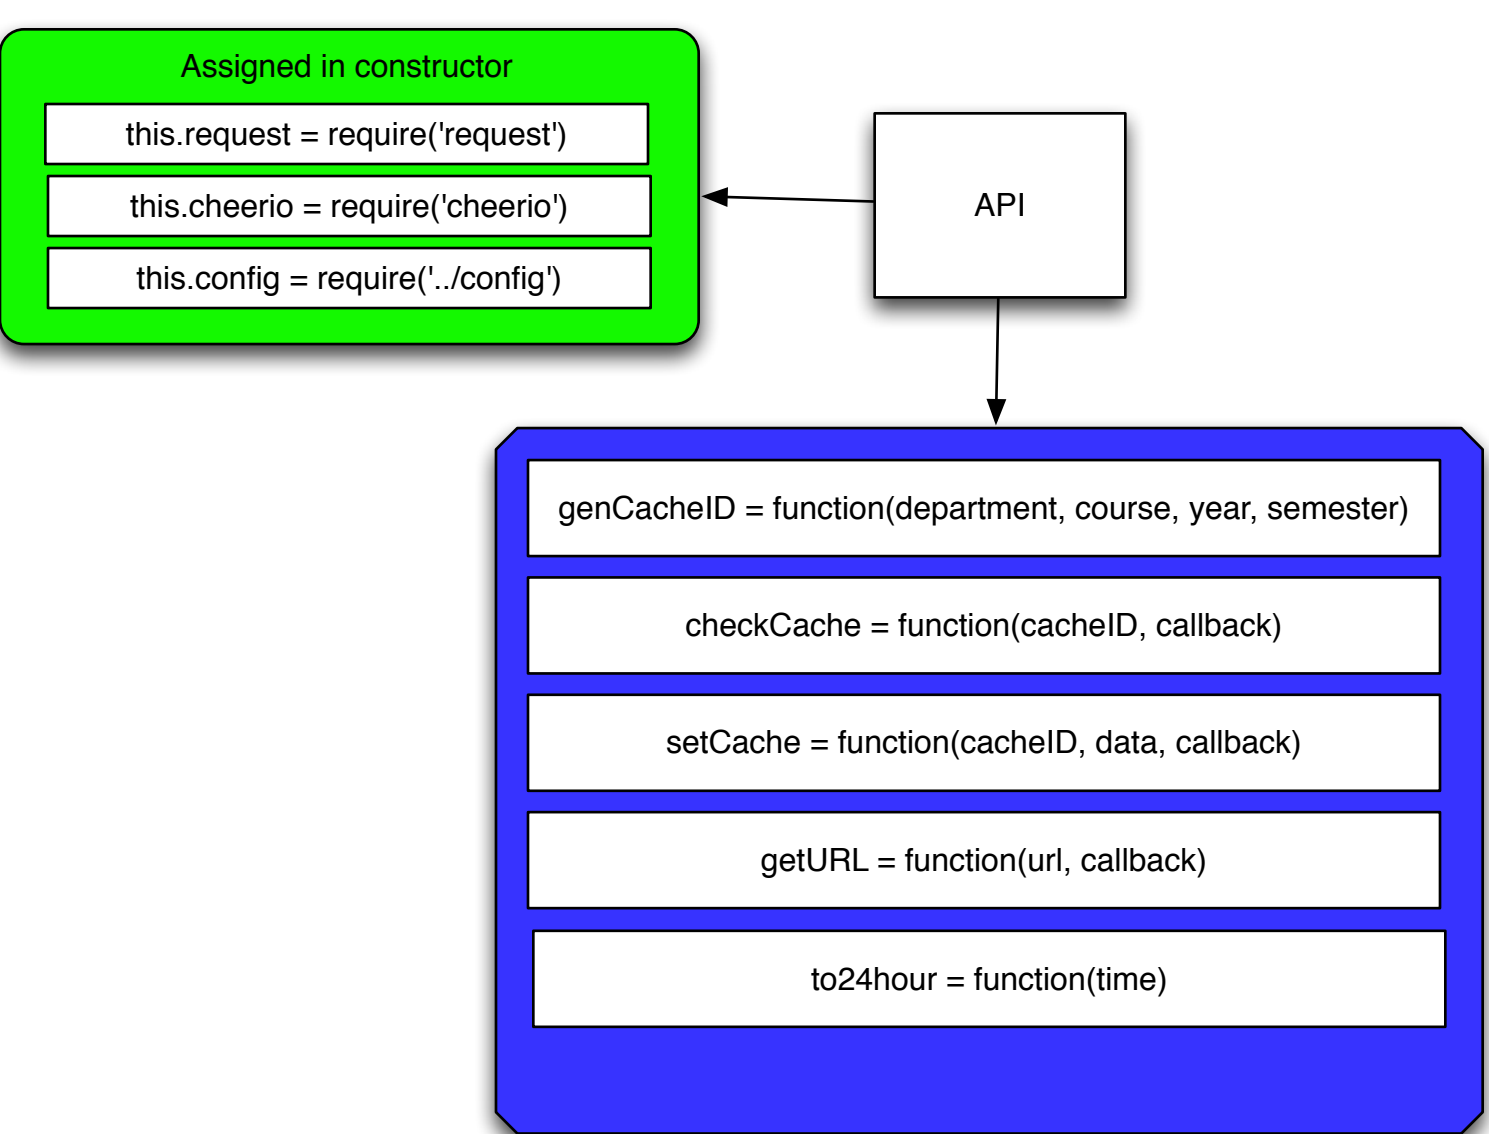 Assigned in constructor
this.request = require('request')
this.cheerio = require('cheerio')
this.config = require('../config')
API
genCacheID = function(department, course, year, semester)
checkCache = function(cacheID, callback)
setCache = function(cacheID, data, callback)
getURL = function(url, callback)
to24hour = function(time)